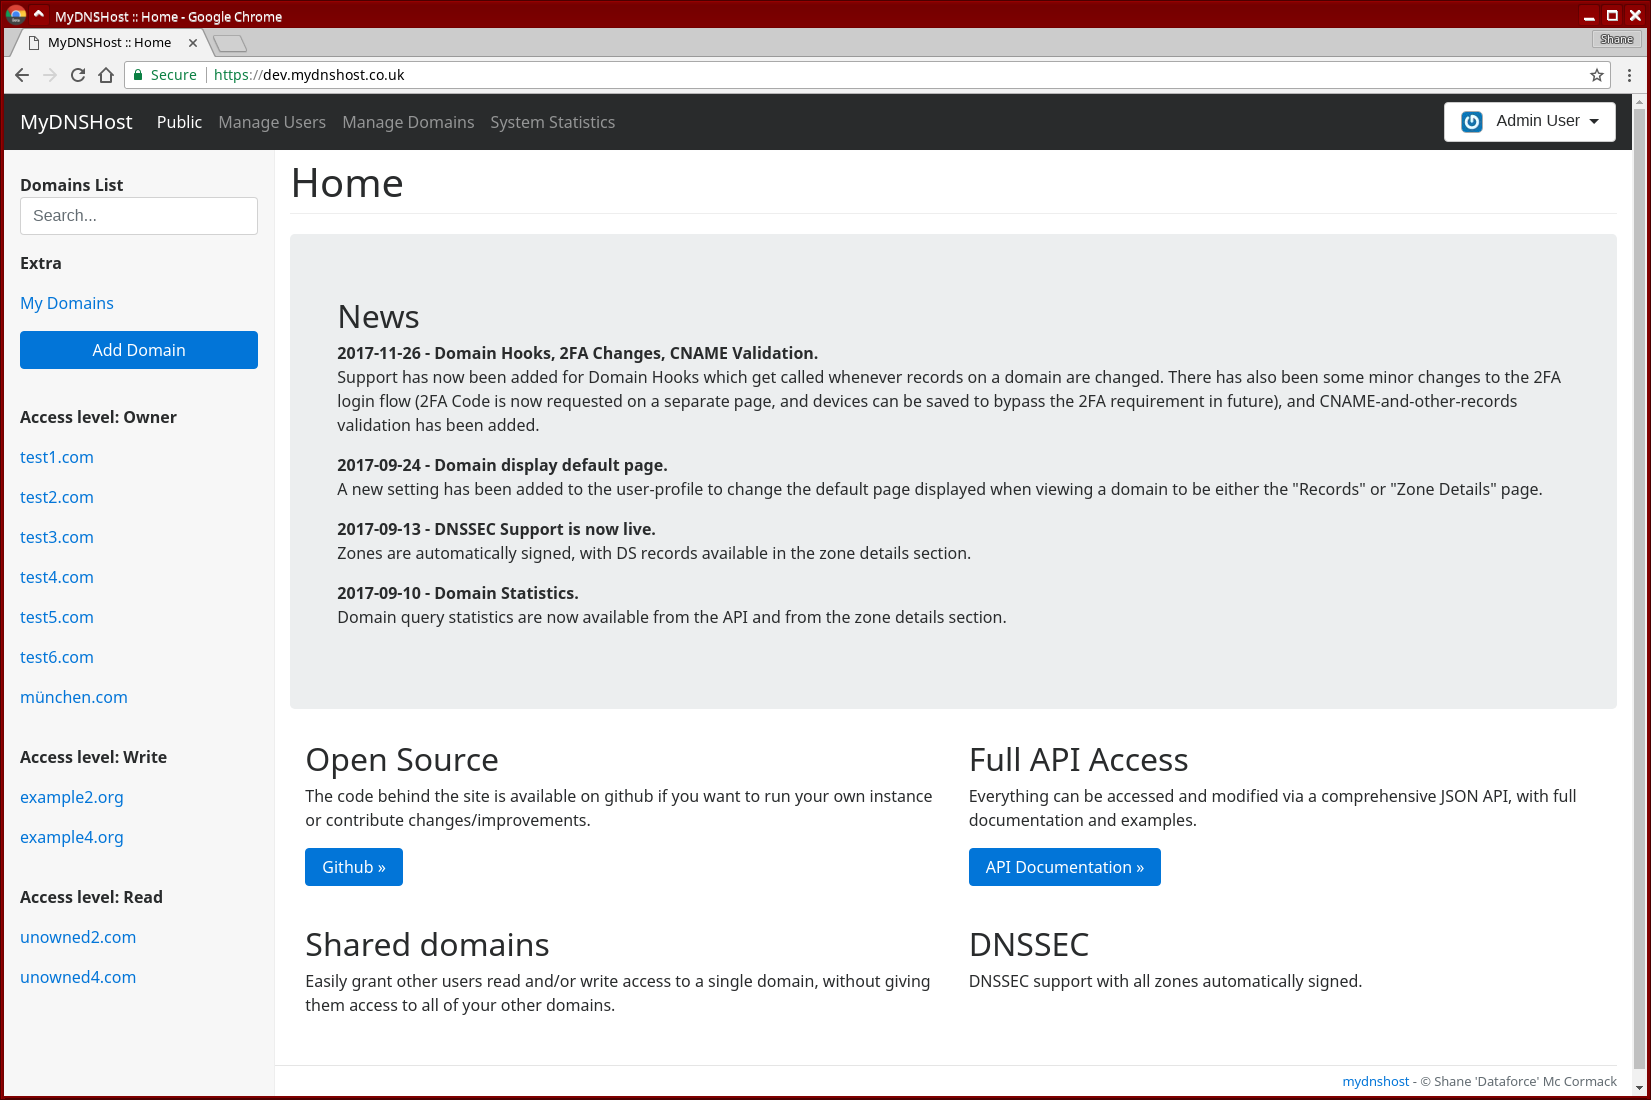 MyDNSHost :: Home - Google Chrome
MyDNSHost :: Home
Shane
Secure
https://dev.mydnshost.co.uk
MyDNSHost
Public
Manage Users
Manage Domains
System Statistics
Admin User
Domains List
Search...
Extra
My Domains
Add Domain
Access level: Owner
test1.com
test2.com
test3.com
test4.com
test5.com
test6.com
münchen.com
Access level: Write
example2.org
example4.org
Access level: Read
unowned2.com
unowned4.com
Home
News
2017-11-26 - Domain Hooks, 2FA Changes, CNAME Validation.
Support has now been added for Domain Hooks which get called whenever records on a domain are changed. There has also been some minor changes to the 2FA
login flow (2FA Code is now requested on a separate page, and devices can be saved to bypass the 2FA requirement in future), and CNAME-and-other-records
validation has been added.
2017-09-24 - Domain display default page.
A new setting has been added to the user-profile to change the default page displayed when viewing a domain to be either the "Records" or "Zone Details" page.
2017-09-13 - DNSSEC Support is now live.
Zones are automatically signed, with DS records available in the zone details section.
2017-09-10 - Domain Statistics.
Domain query statistics are now available from the API and from the zone details section.
Open Source
The code behind the site is available on github if you want to run your own instance
or contribute changes/improvements.
Github »
Full API Access
Everything can be accessed and modified via a comprehensive JSON API, with full
documentation and examples.
API Documentation »
Shared domains
Easily grant other users read and/or write access to a single domain, without giving
them access to all of your other domains.
DNSSEC
DNSSEC support with all zones automatically signed.
mydnshost - © Shane 'Dataforce' Mc Cormack